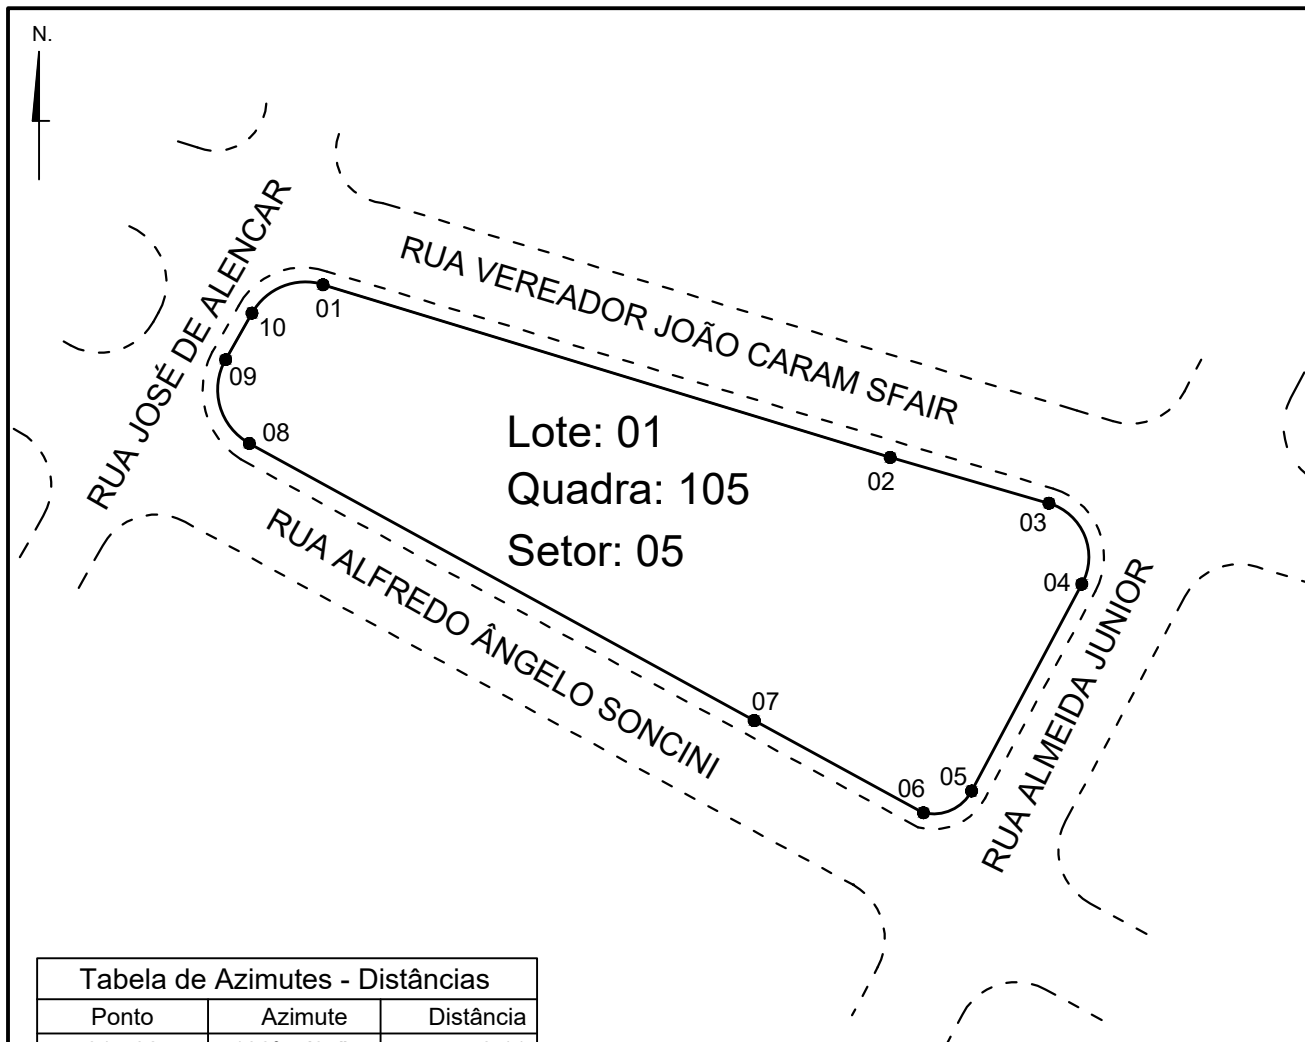 N.
RUA JOSÉ DE ALENCAR
RUA VEREADOR JOÃO CARAM SFAIR
01
10
09
08
Lote: 01
Quadra: 105
Setor: 05
02
03
04
RUA ALFREDO ÂNGELO SONCINI
RUA ALMEIDA JUNIOR
07
06
05
Tabela de Azimutes - Distâncias
Ponto Azimute Distância